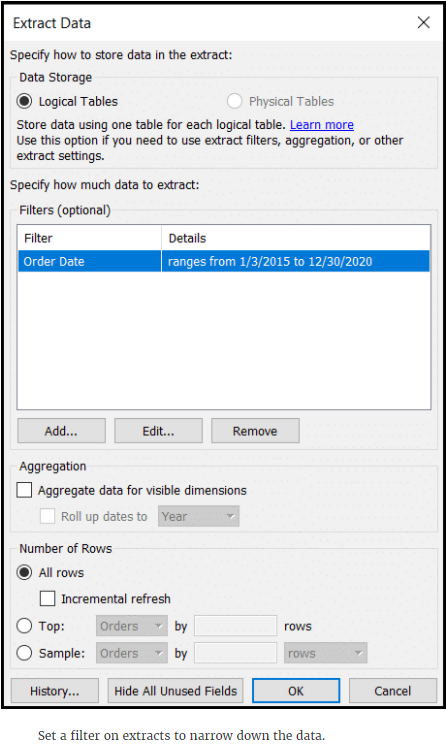 Extract Data
Specify how to store data in the extract:
Data Storage
Logical Tables Physical Tables
Store data using one table for each logical table. Learn more
Use this option if you need to use extract filters, aggregation, or other
extract settings.
Specify how much data to extract:
Filters (optional)
Filter Details
Order Date ranges from 1/3/2015 to 12/30/2020
Add... Edit... Remove
Aggregation
Aggregate data for visible dimensions
Roll up dates to Year
Number of Rows
All rows
Incremental refresh
Top: Orders by rows
Sample: Orders by rows
History... Hide All Unused Fields OK Cancel
Set a filter on extracts to narrow down the data.